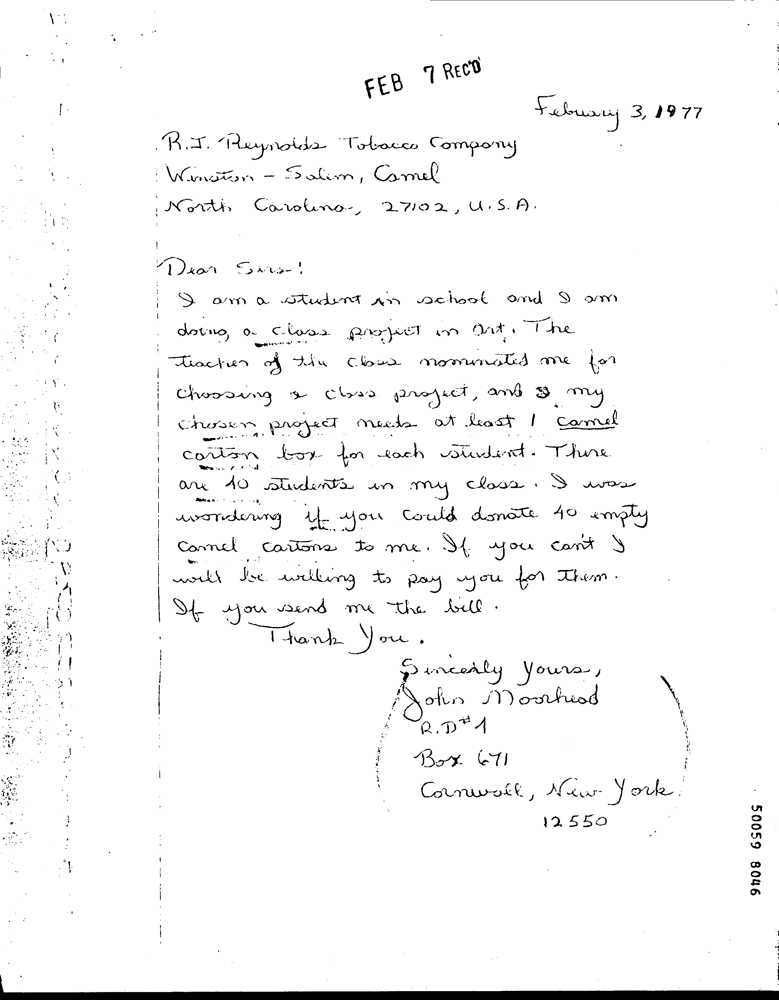 FEB 7 REC'D
February 3, 1977
R.J. Reynolds Tobacco Company
Winston - Salem, Camel
North Carolina, 27102, U.S.A.
Dear Sirs!
I am a student in school and I am
doing a class project in Art. The
teacher of the class nominated me for
choosing a class project, and my
chosen project needs at least 1 Camel
carton box for each student. There
are 40 students in my class. I was
wondering if you could donate 40 empty
Camel cartons to me. If you can't I
will be willing to pay you for them.
If you send me the bill.
Thank You.
Sincerly Yours,
John Moorhead
R.D#1
Box 671
Cornwall, New York.
12550
50059 8046